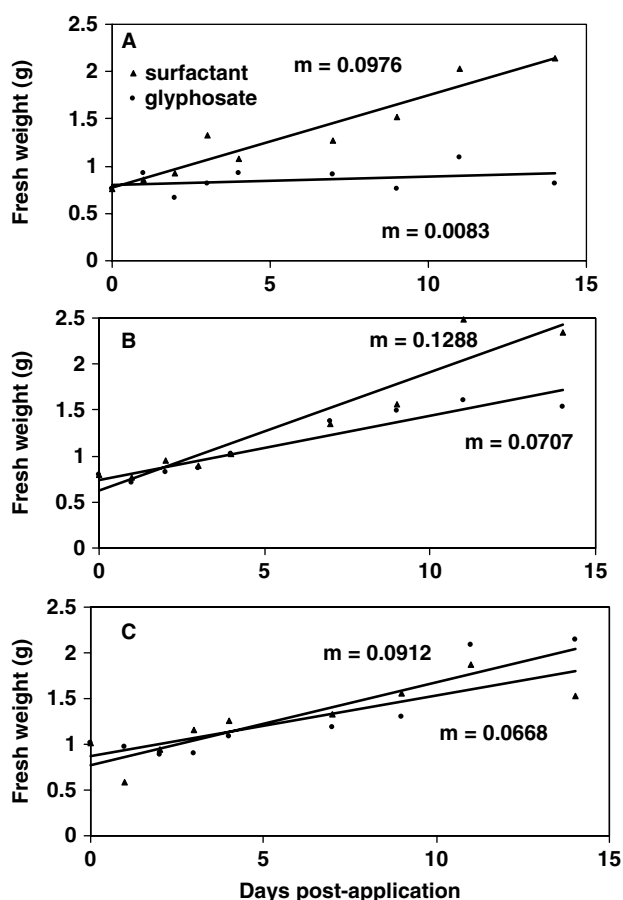 2.5
A
2
▲ surfactant
m = 0.0976
• glyphosate
1.5
Fresh weight (g)
1
0.5
m = 0.0083
0
0 5 10 15
2.5
B
m = 0.1288
2
1.5
Fresh weight (g)
1
m = 0.0707
0.5
0
0 5 10 15
2.5
C
2
m = 0.0912
1.5
Fresh weight (g)
1
m = 0.0668
0.5
0
0 5 10 15
Days post-application